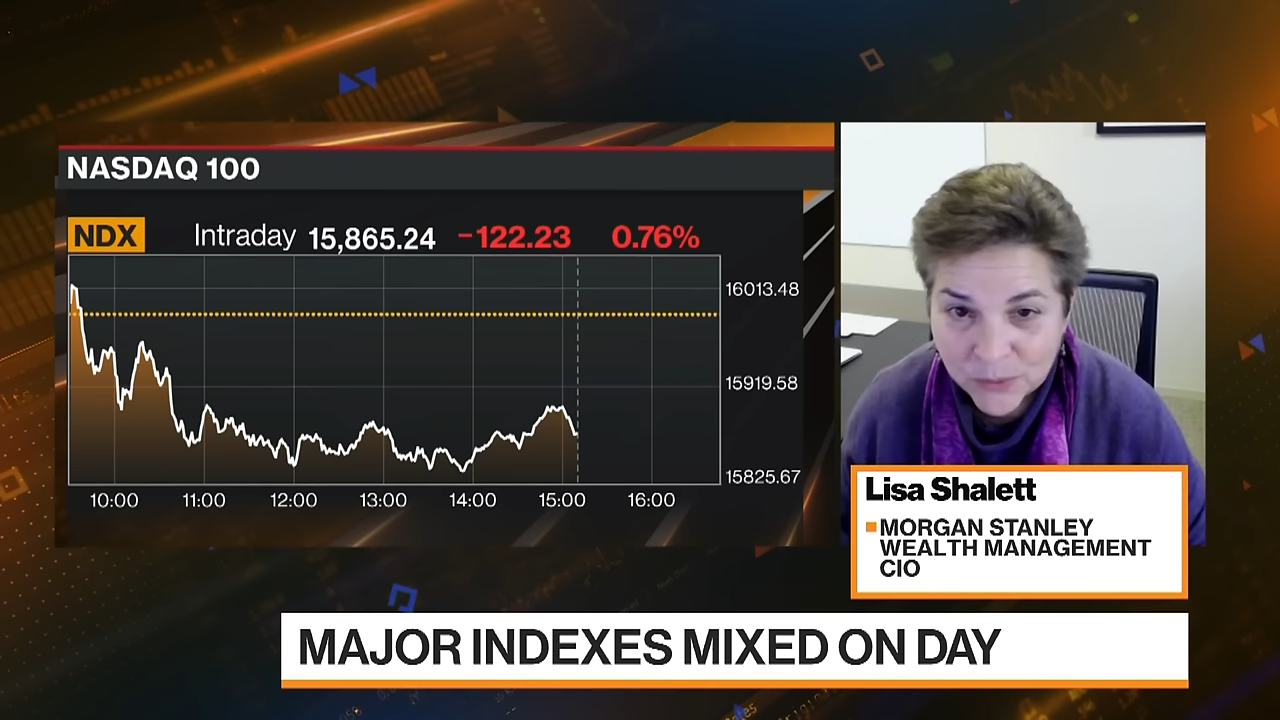 NASDAQ 100
NDX Intraday 15,865.24 -122.23 0.76%
16013.48
15919.58
15825.67
10:00 11:00 12:00 13:00 14:00 15:00 16:00
Lisa Shalett
MORGAN STANLEY
WEALTH MANAGEMENT
CIO
MAJOR INDEXES MIXED ON DAY